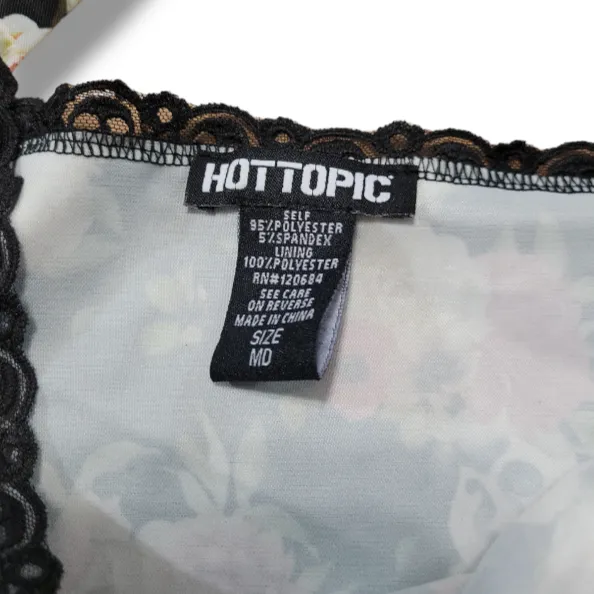 HOTTOPIC
SELF
95%POLYESTER
5%SPANDEX
LINING
100%POLYESTER
RN#120684
SEE CARE
ON REVERSE
MADE IN CHINA
SIZE
MD